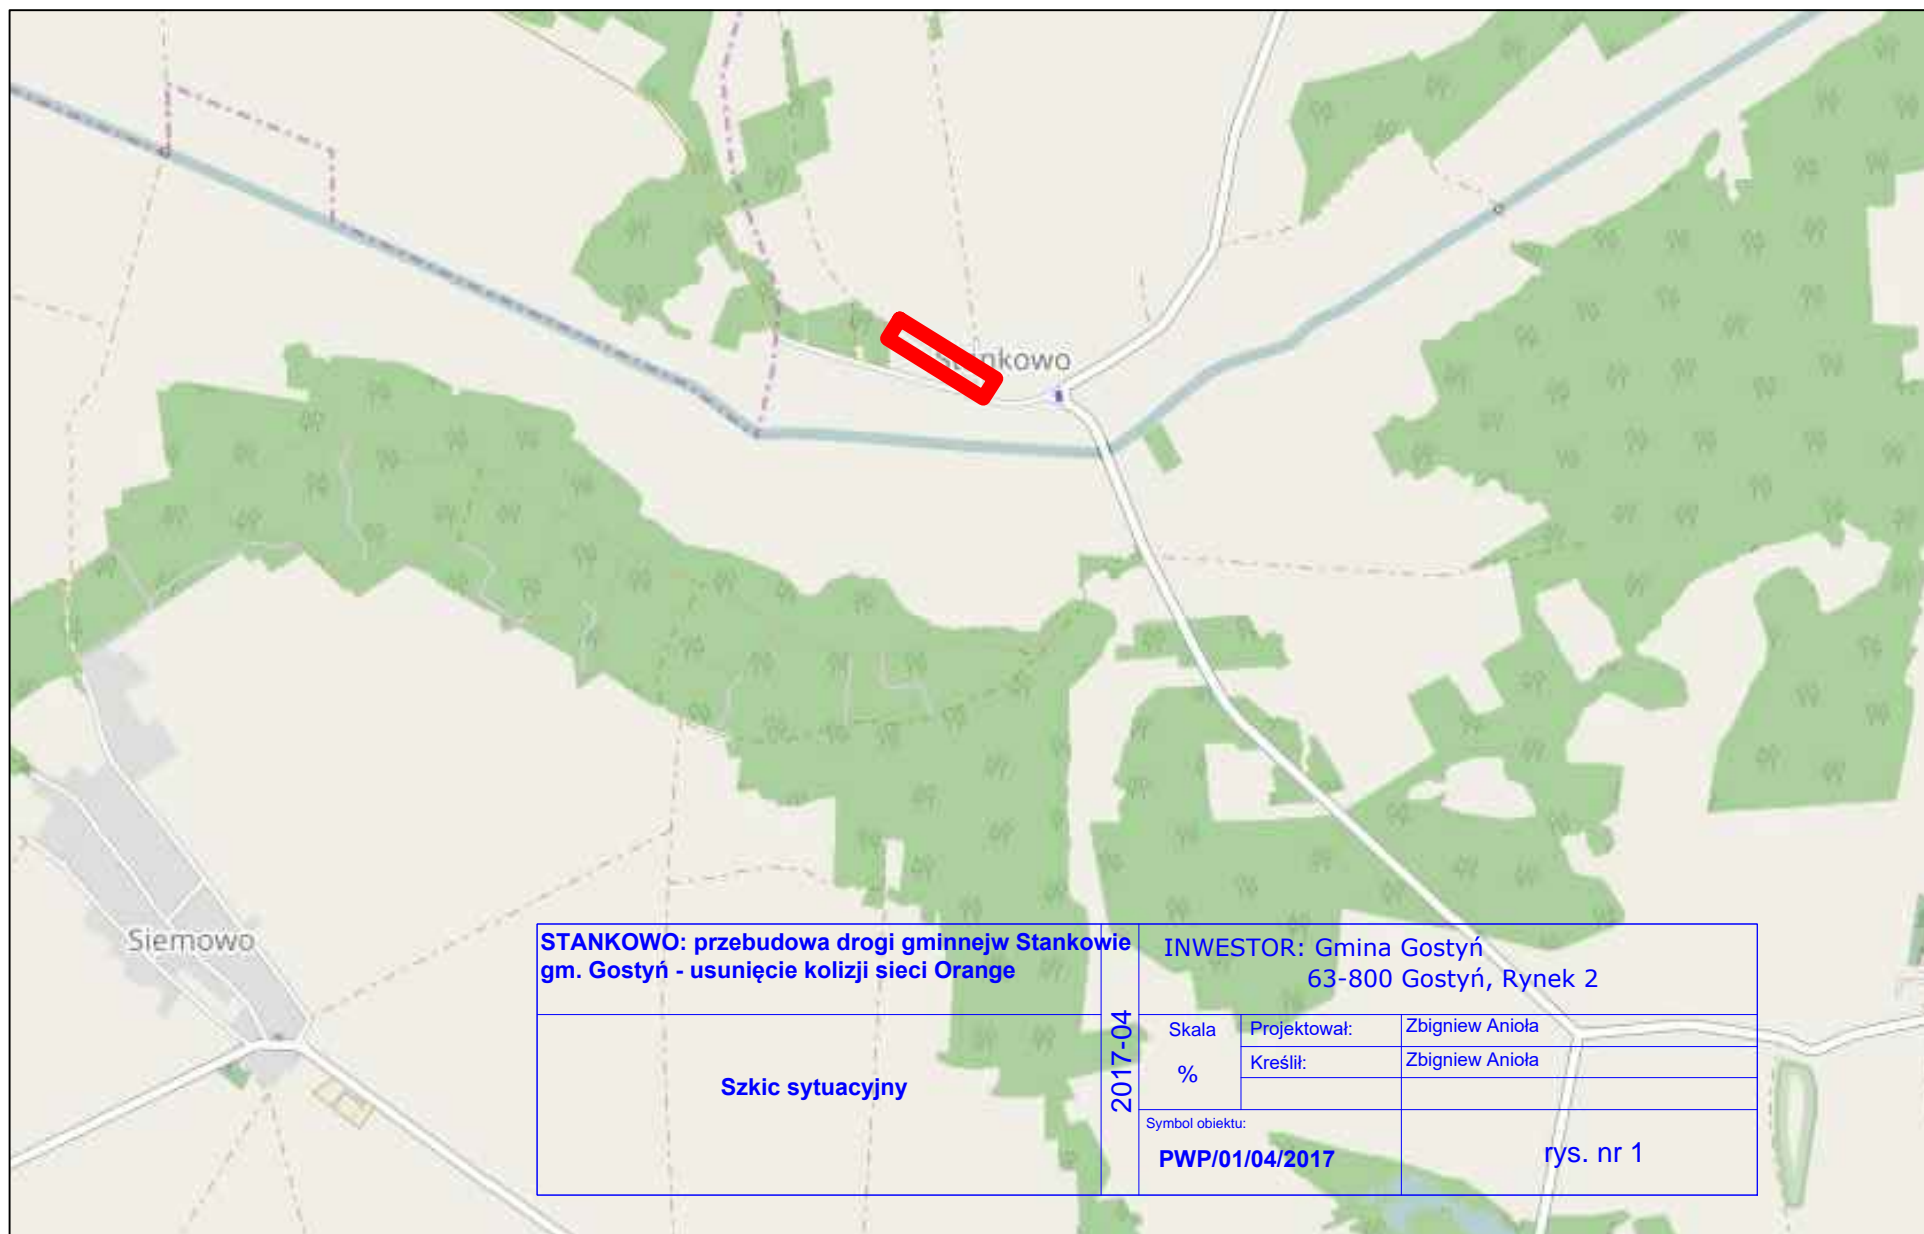 Stankowo
Siemowo
STANKOWO: przebudowa drogi gminnejw Stankowie
gm. Gostyń - usunięcie kolizji sieci Orange
Szkic sytuacyjny
2017-04
INWESTOR: Gmina Gostyń
63-800 Gostyń, Rynek 2
Skala
%
Projektował: Zbigniew Anioła
Kreślił: Zbigniew Anioła
Symbol obiektu:
PWP/01/04/2017
rys. nr 1